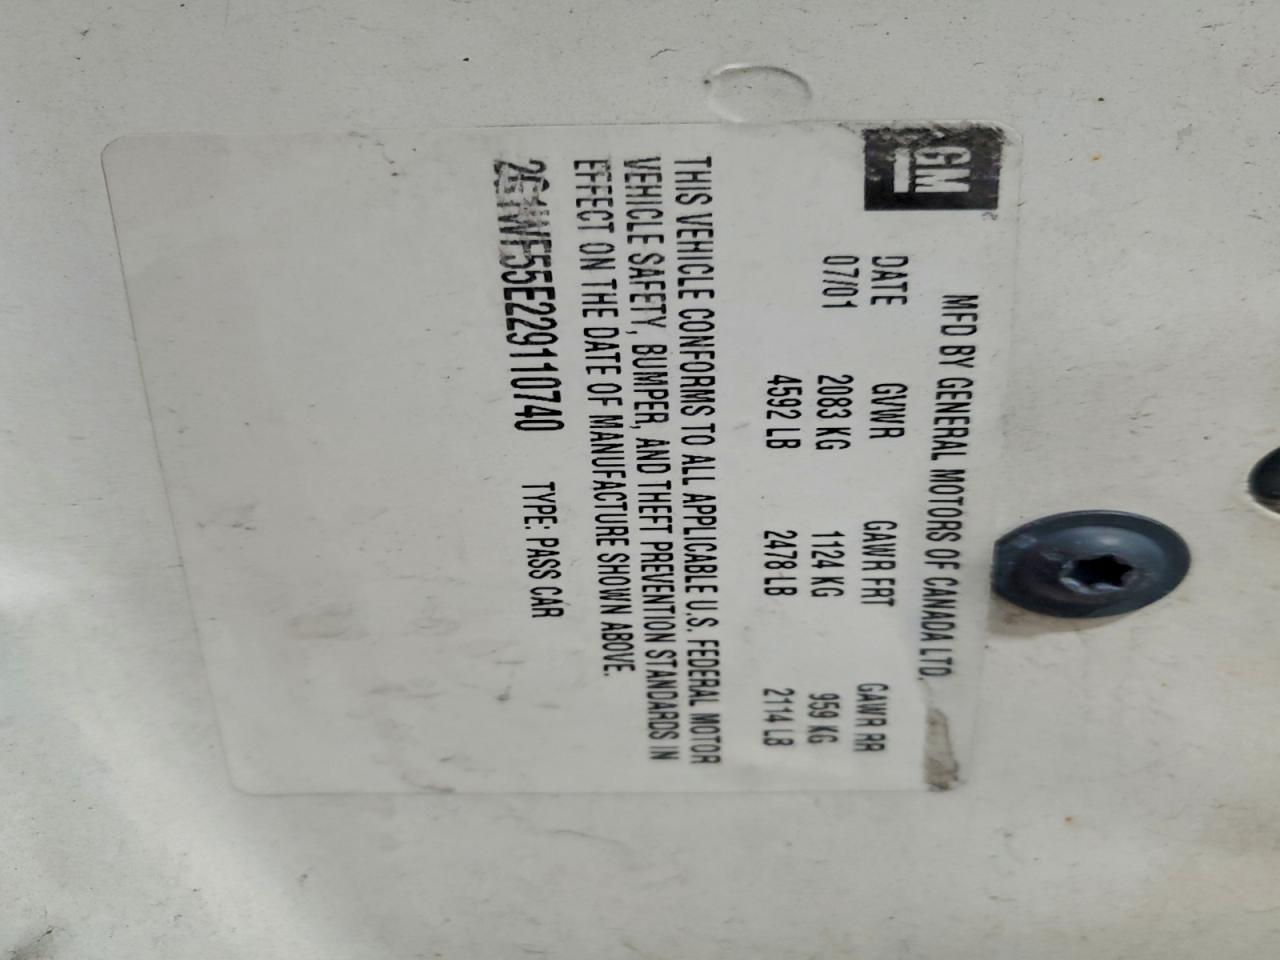 GM
MFD BY GENERAL MOTORS OF CANADA LTD.
DATE GVWR GAWR FRT GAWR RR
07/01 2083 KG 1124 KG 959 KG
4592 LB 2478 LB 2114 LB
THIS VEHICLE CONFORMS TO ALL APPLICABLE U.S. FEDERAL MOTOR
VEHICLE SAFETY, BUMPER, AND THEFT PREVENTION STANDARDS IN
EFFECT ON THE DATE OF MANUFACTURE SHOWN ABOVE.
2G1WF55E229110740 TYPE: PASS CAR